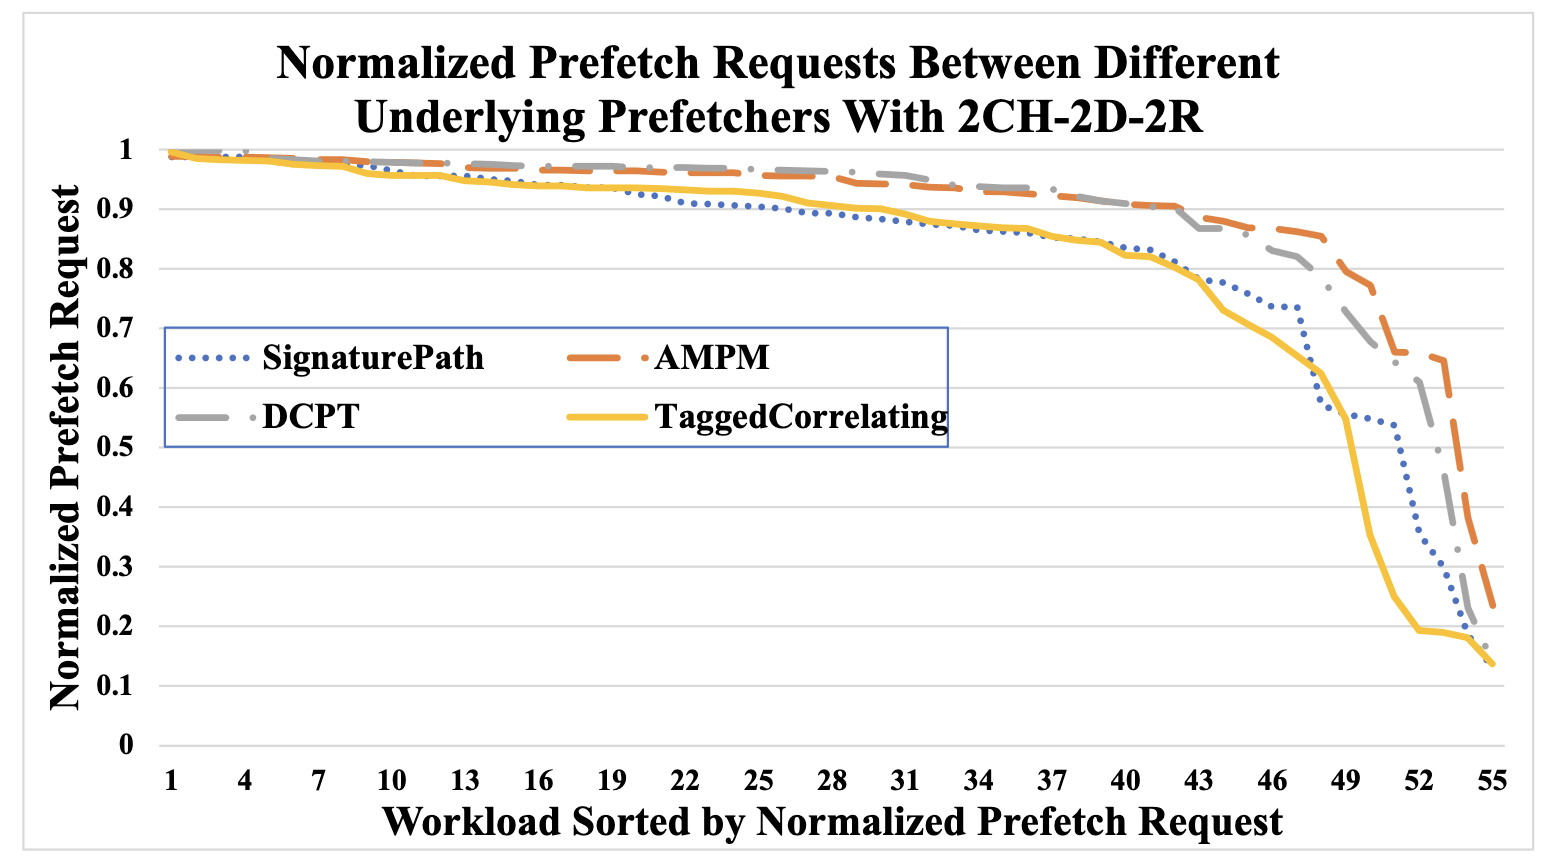 Normalized Prefetch Requests Between Different
Underlying Prefetchers With 2CH-2D-2R
Normalized Prefetch Request
1
0.9
0.8
0.7
0.6
0.5
0.4
0.3
0.2
0.1
0
SignaturePath AMPM
DCPT TaggedCorrelating
1 4 7 10 13 16 19 22 25 28 31 34 37 40 43 46 49 52 55
Workload Sorted by Normalized Prefetch Request